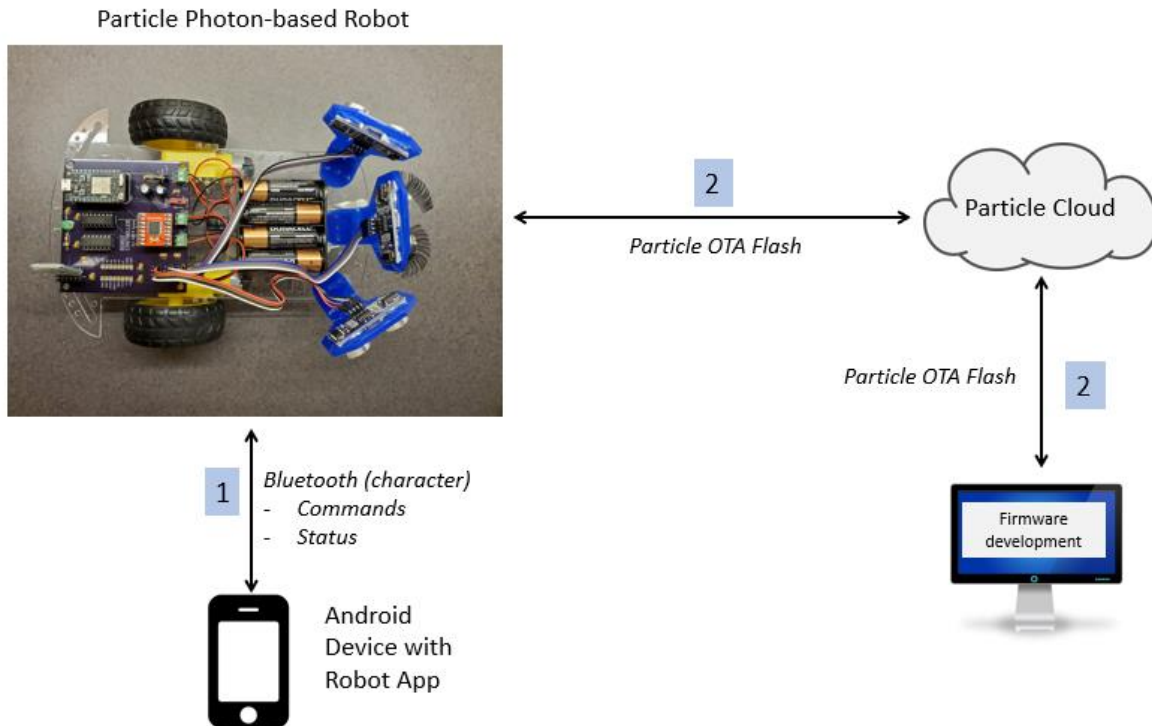 Particle Photon-based Robot
2
Particle Cloud
Particle OTA Flash
Particle OTA Flash
2
1
Bluetooth (character)
- Commands
- Status
Firmware
development
Android
Device with
Robot App